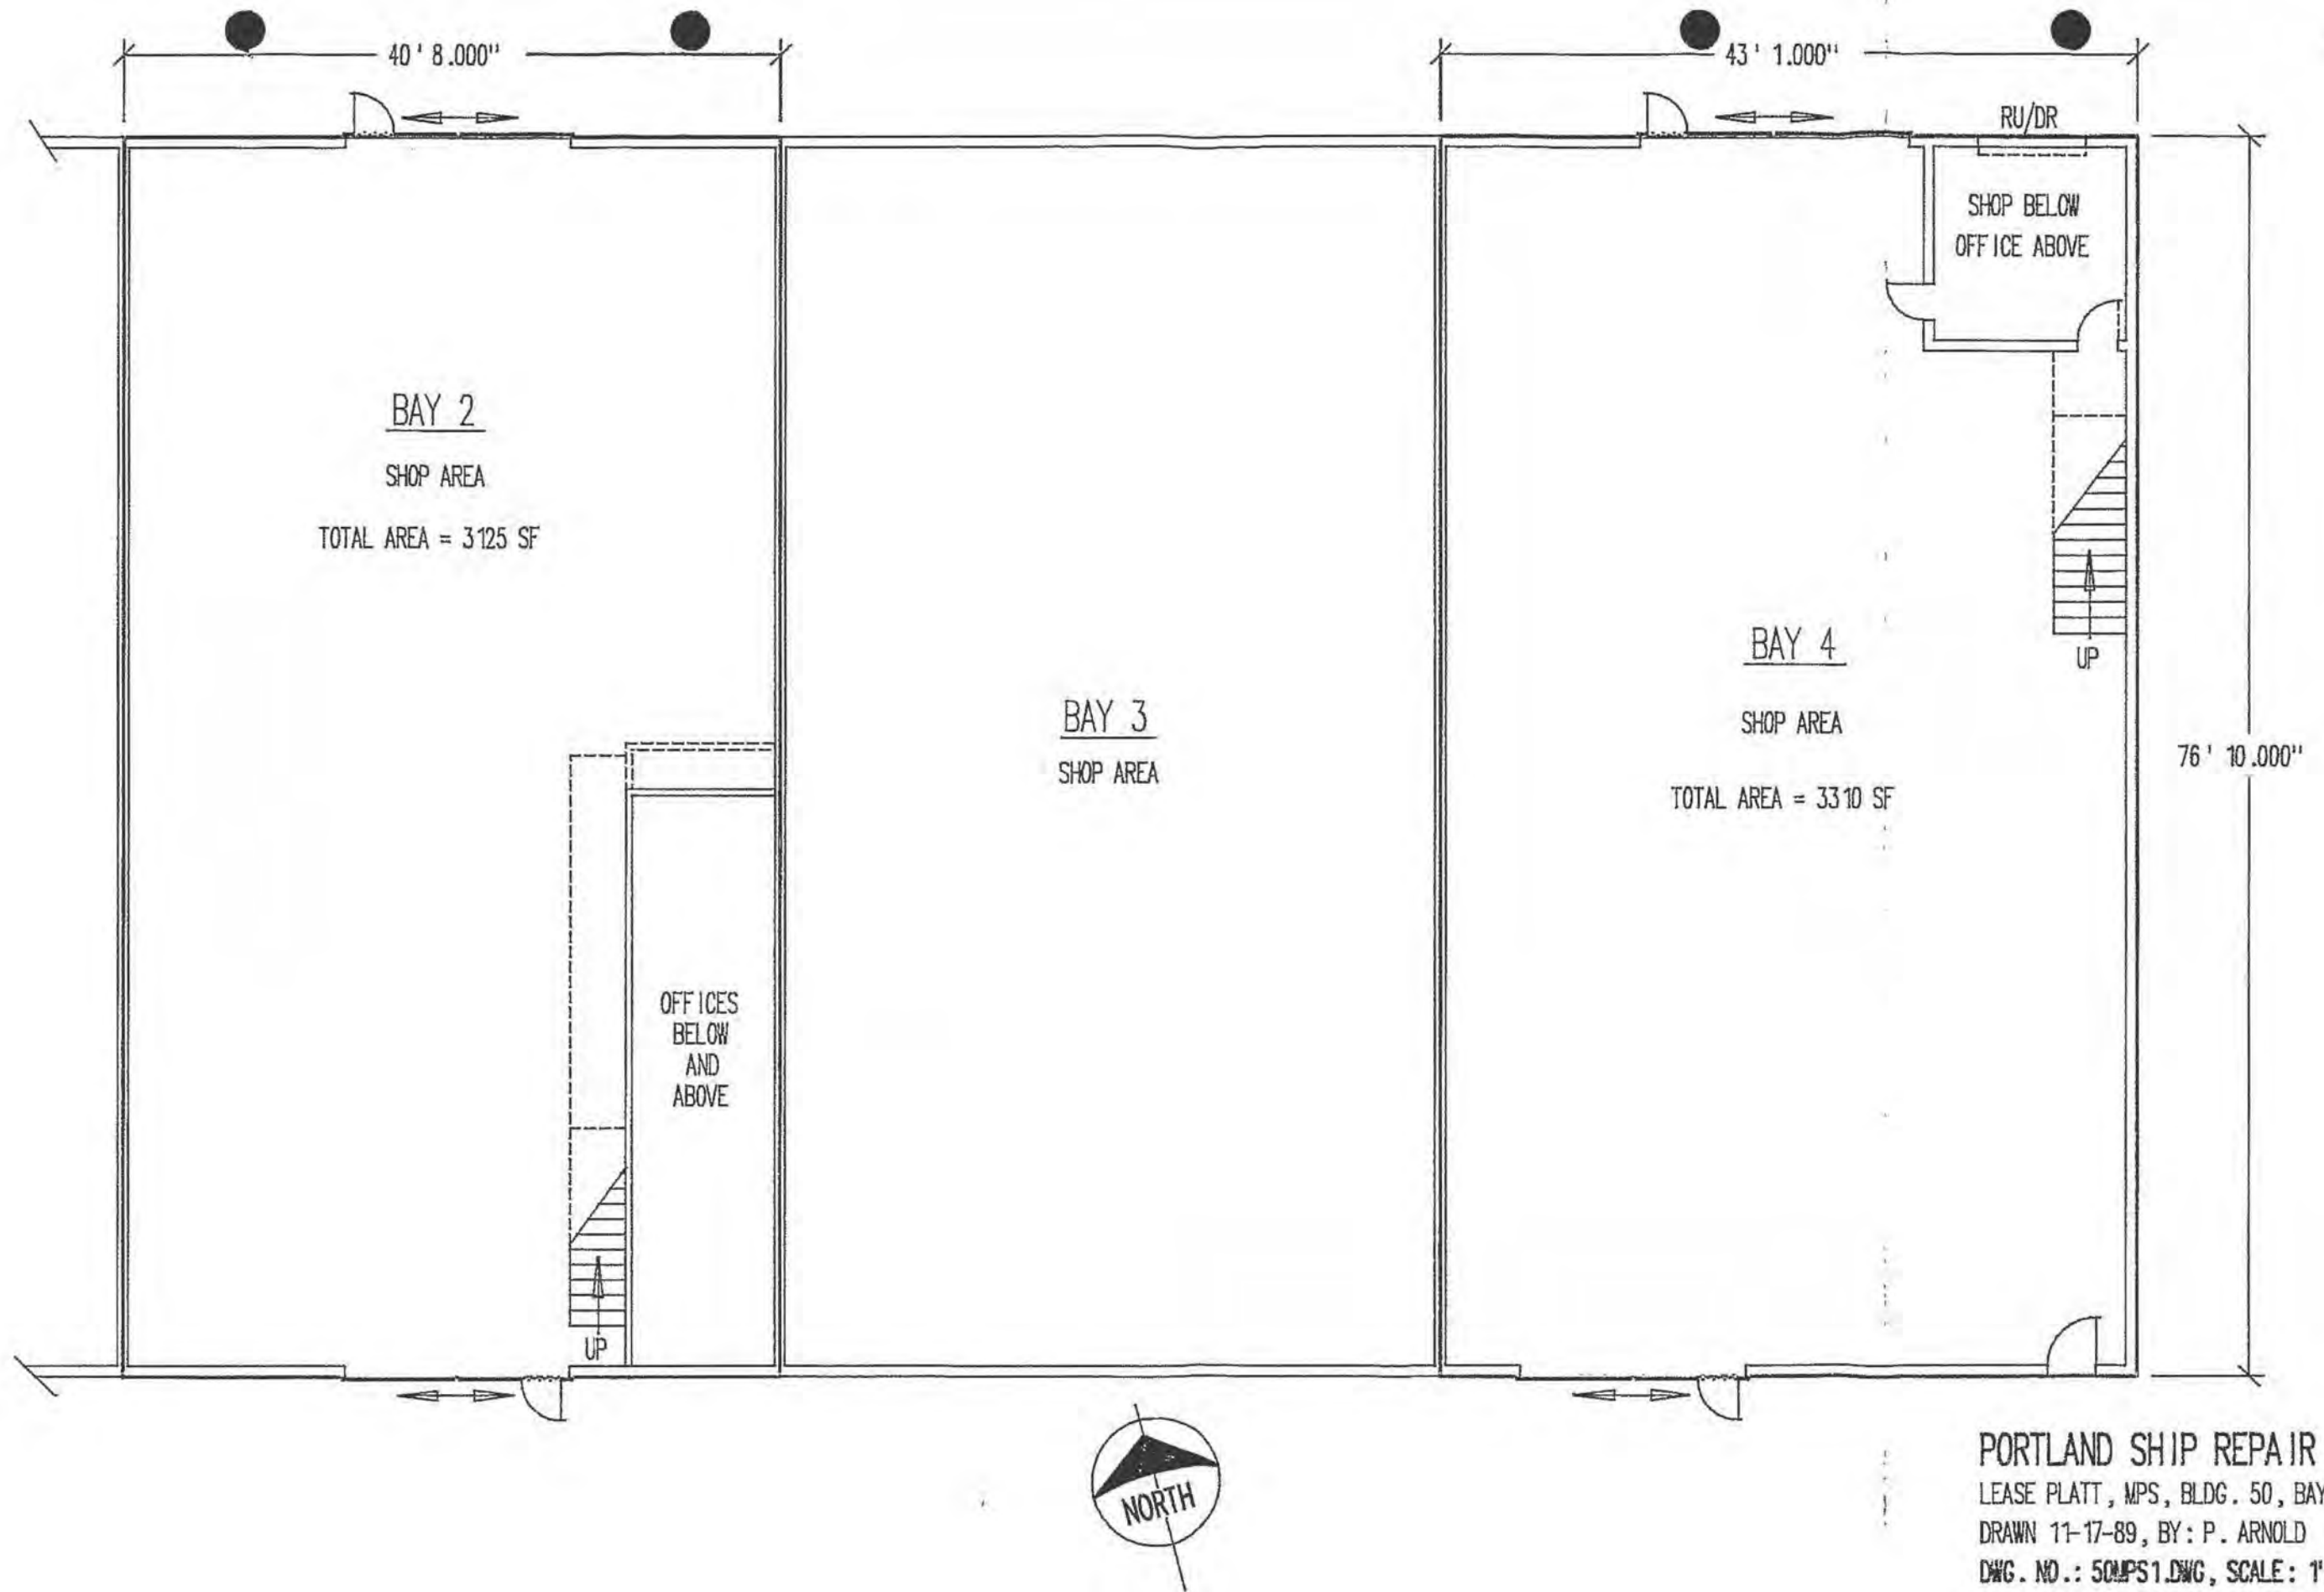 40' 8.000"
43' 1.000"
RU/DR
SHOP BELOW
OFFICE ABOVE
BAY 2
SHOP AREA
TOTAL AREA = 3125 SF
UP
BAY 4
SHOP AREA
TOTAL AREA = 3310 SF
BAY 3
SHOP AREA
76' 10.000"
OFFICES
BELOW
AND
ABOVE
UP
NORTH
PORTLAND SHIP REPAIR
LEASE PLATT, MPS, BLDG. 50, BAY
DRAWN 11-17-89, BY: P. ARNOLD
DWG. NO.: 50MPS1.DWG, SCALE: 1"